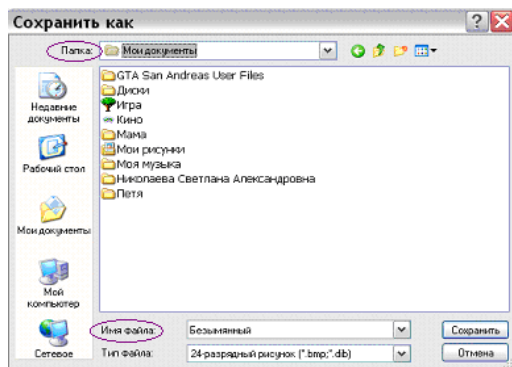 Сохранить как
Папка: Мои документы
GTA San Andreas User Files
Диски
Игра
Кино
Мама
Мои рисунки
Моя музыка
Николаева Светлана Александровна
Петя
Недавние документы
Рабочий стол
Мои документы
Мой компьютер
Сетевое
Имя файла: Безымянный Сохранить
Тип файла: 24-разрядный рисунок (*.bmp;*.dib) Отмена